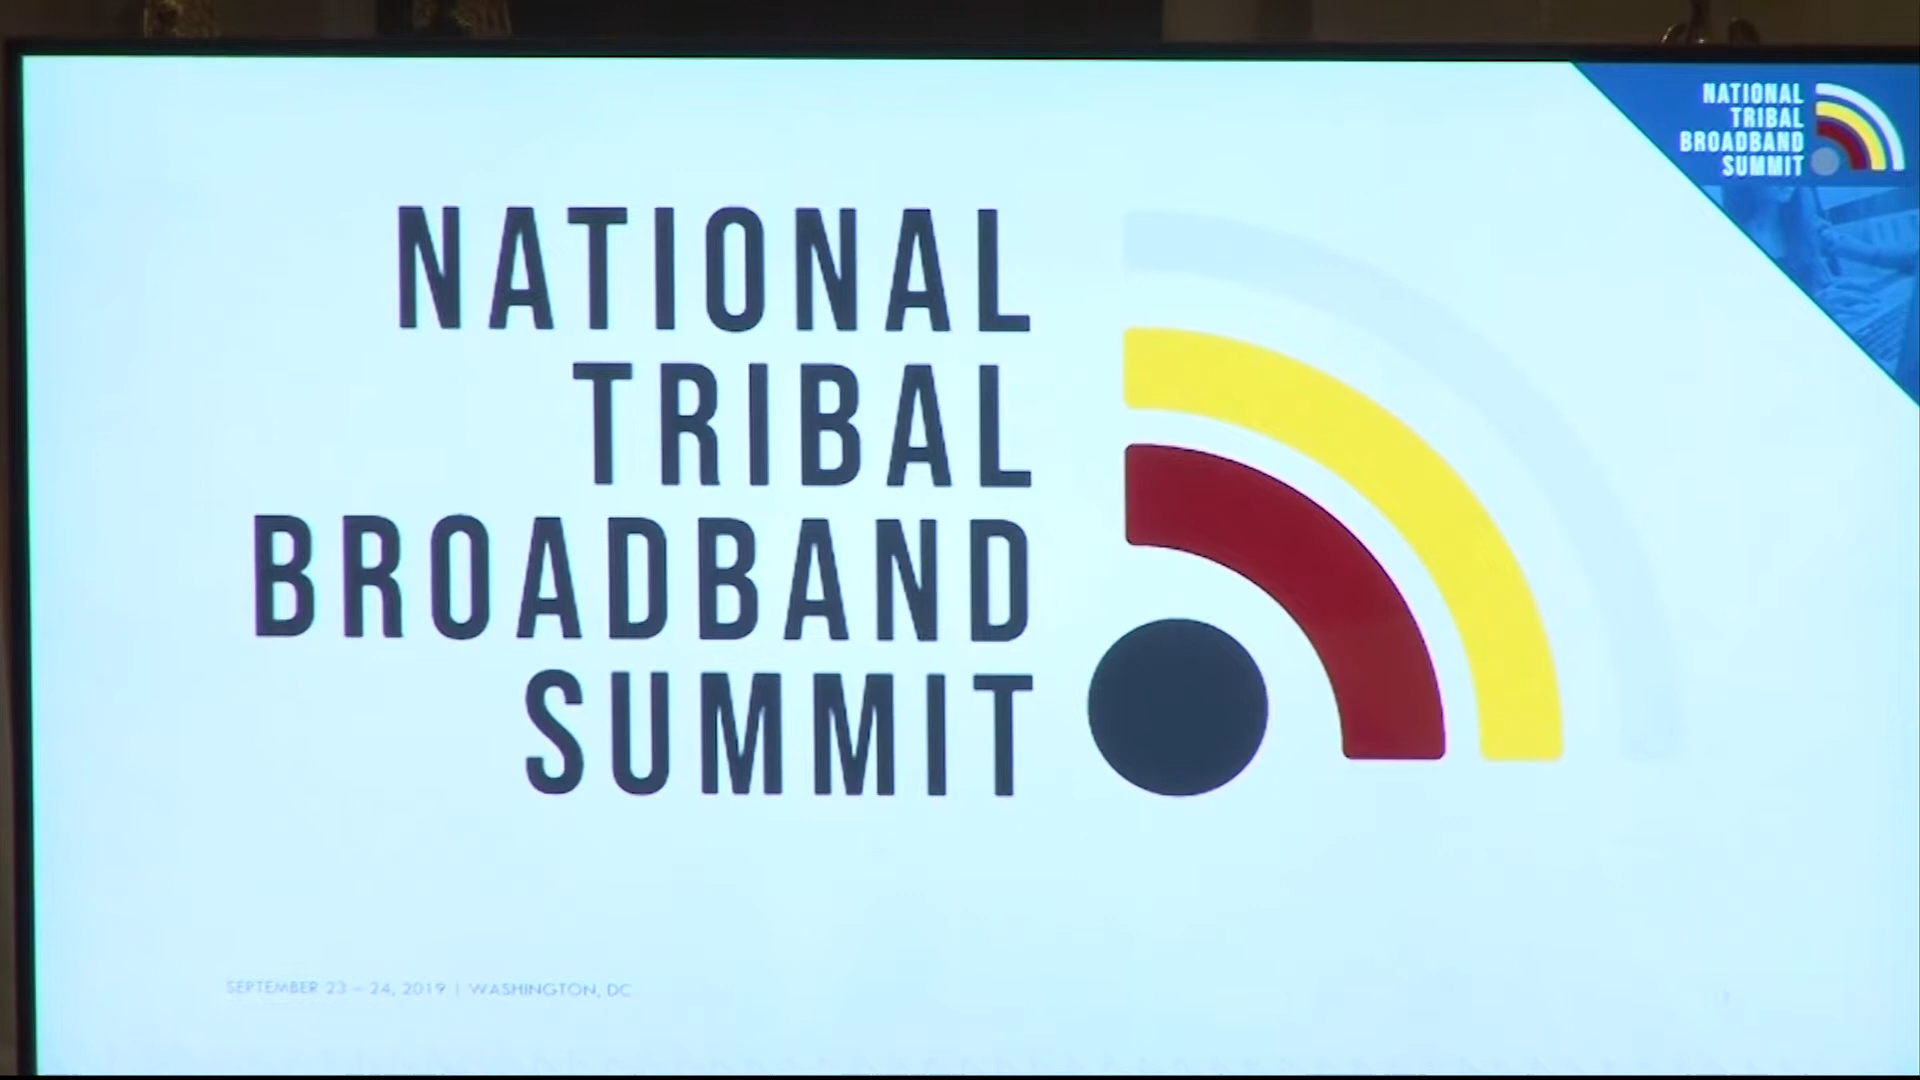 NATIONAL
TRIBAL
BROADBAND
SUMMIT
NATIONAL
TRIBAL
BROADBAND
SUMMIT
SEPTEMBER 23 – 24, 2019 | WASHINGTON, DC